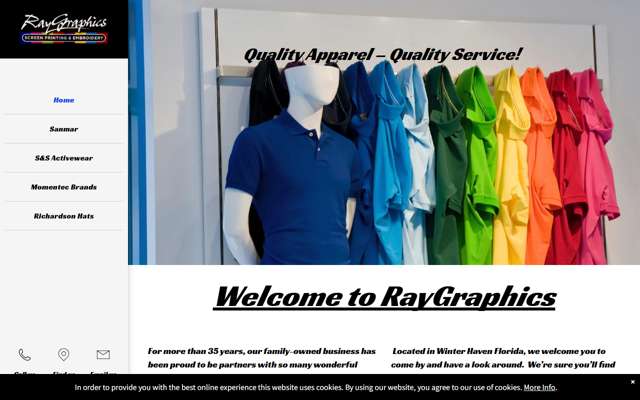 RayGraphics
SCREEN PRINTING & EMBROIDERY
Home
Sanmar
S&S Activewear
Momentec Brands
Richardson Hats
Quality Apparel – Quality Service!
Welcome to RayGraphics
For more than 35 years, our family-owned business has
been proud to be partners with so many wonderful
Located in Winter Haven Florida, we welcome you to
come by and have a look around. We're sure you'll find
In order to provide you with the best online experience this website uses cookies. By using our website, you agree to our use of cookies. More Info.
×